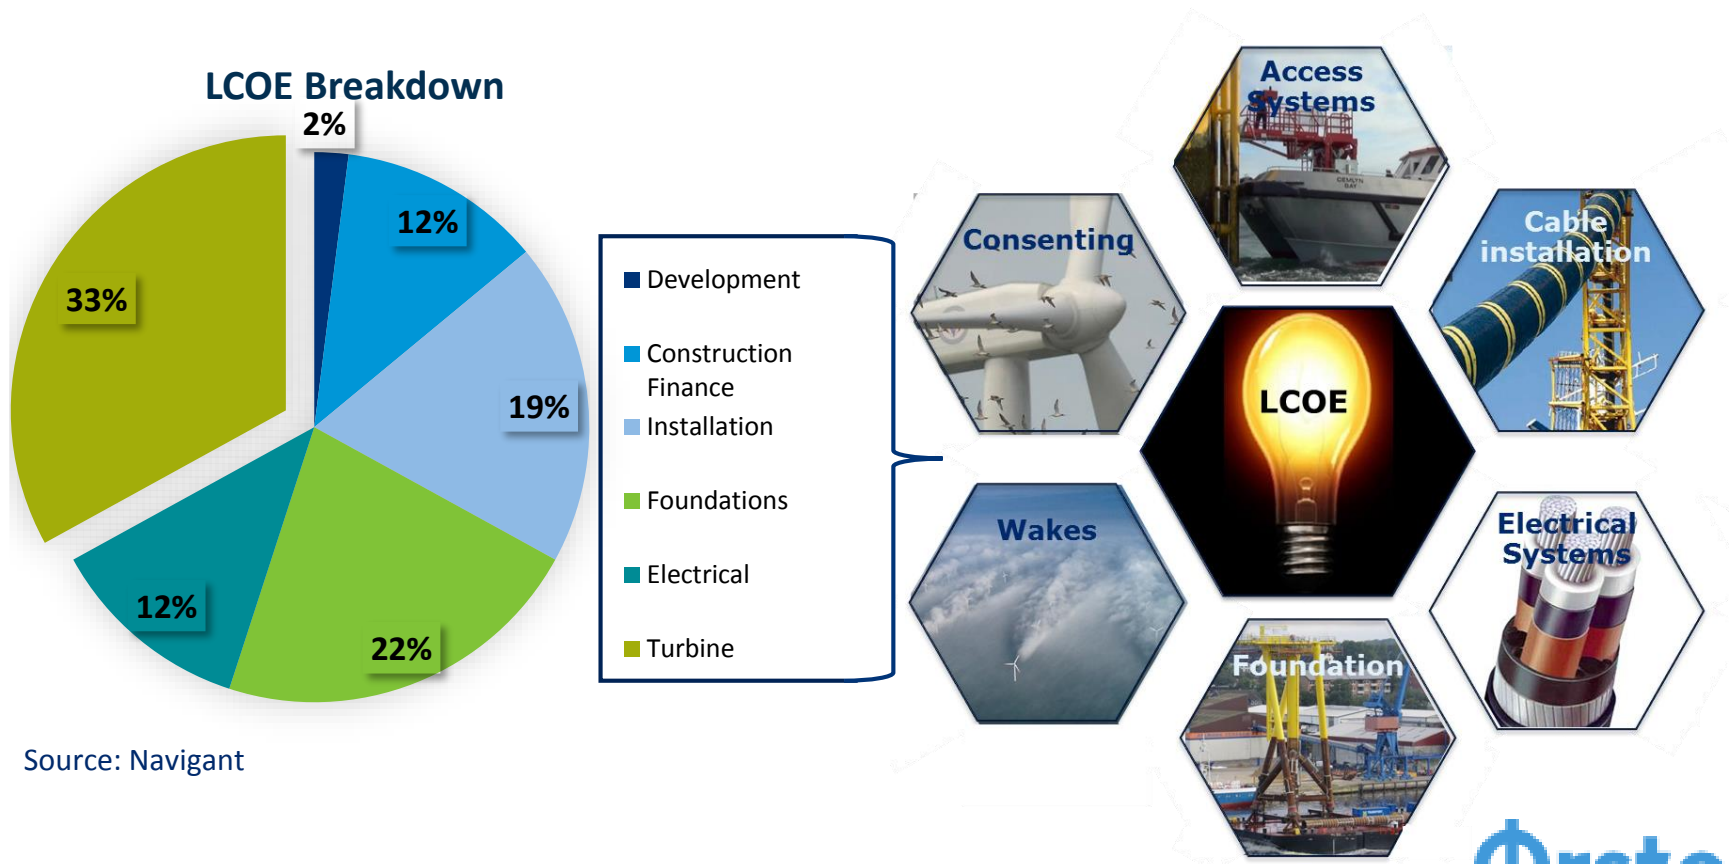 LCOE Breakdown
2%
12%
33%
19%
12%
22%
Development
Construction
Finance
Installation
Foundations
Electrical
Turbine
Source: Navigant
Access
Systems
Consenting
Cable
installation
LCOE
Wakes
Electrical
Systems
Foundation